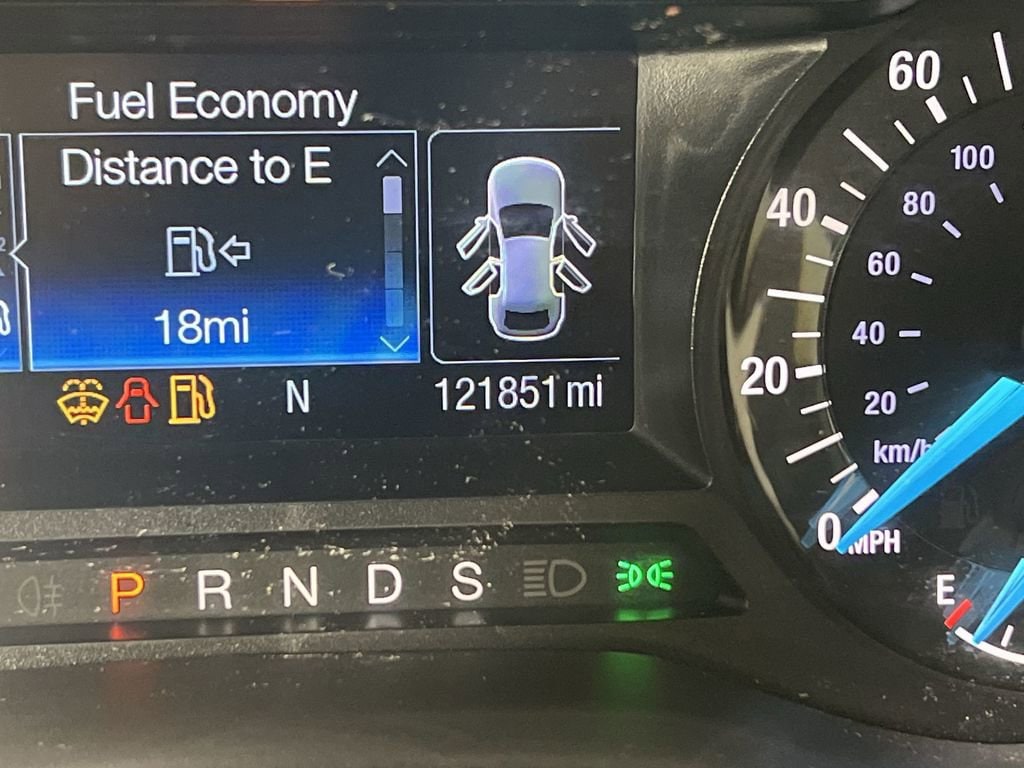 Fuel Economy
Distance to E
18mi
N
121851 mi
P R N D S
60
40
20
0
MPH
100
80
60
40
20
km/h
E